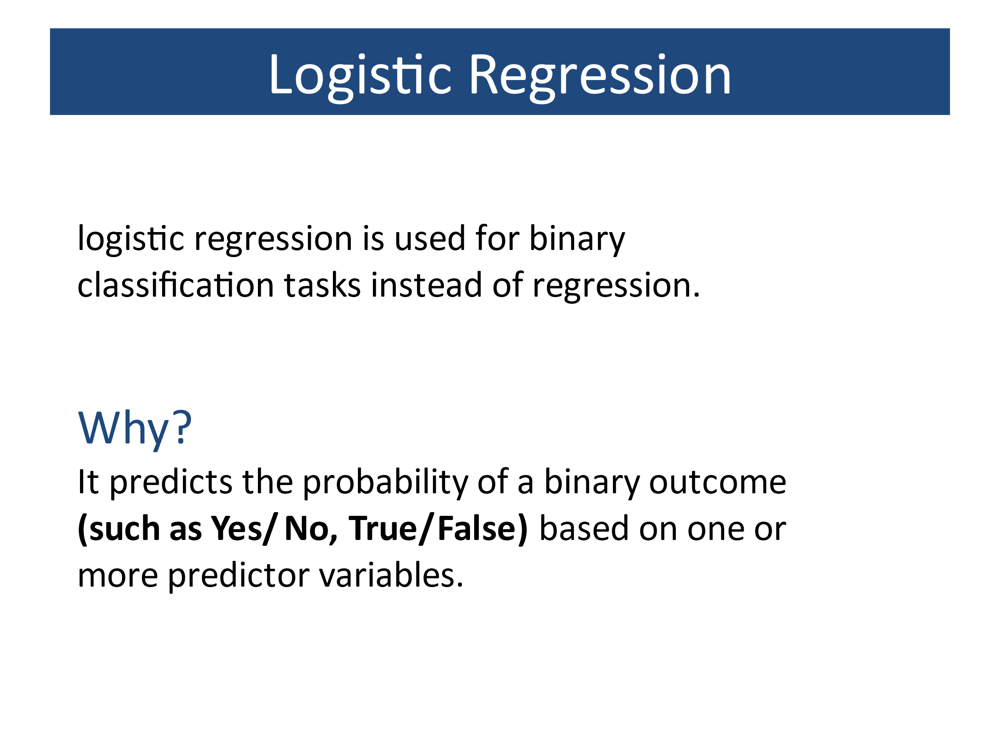 Logistic Regression
logistic regression is used for binary
classification tasks instead of regression.
Why?
It predicts the probability of a binary outcome
(such as Yes/ No, True/ False) based on one or
more predictor variables.